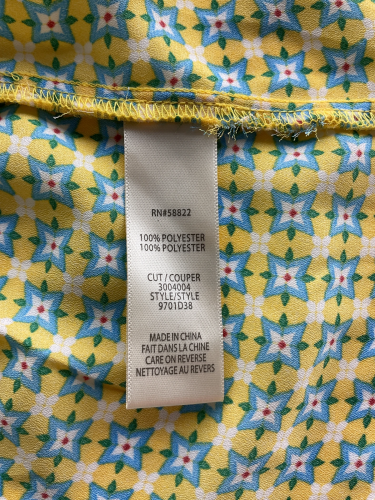 RN#58822
100% POLYESTER
100% POLYESTER
CUT / COUPER
3004004
STYLE/STYLE
9701D38
MADE IN CHINA
FAIT DANS LA CHINE
CARE ON REVERSE
NETTOYAGE AU REVERS